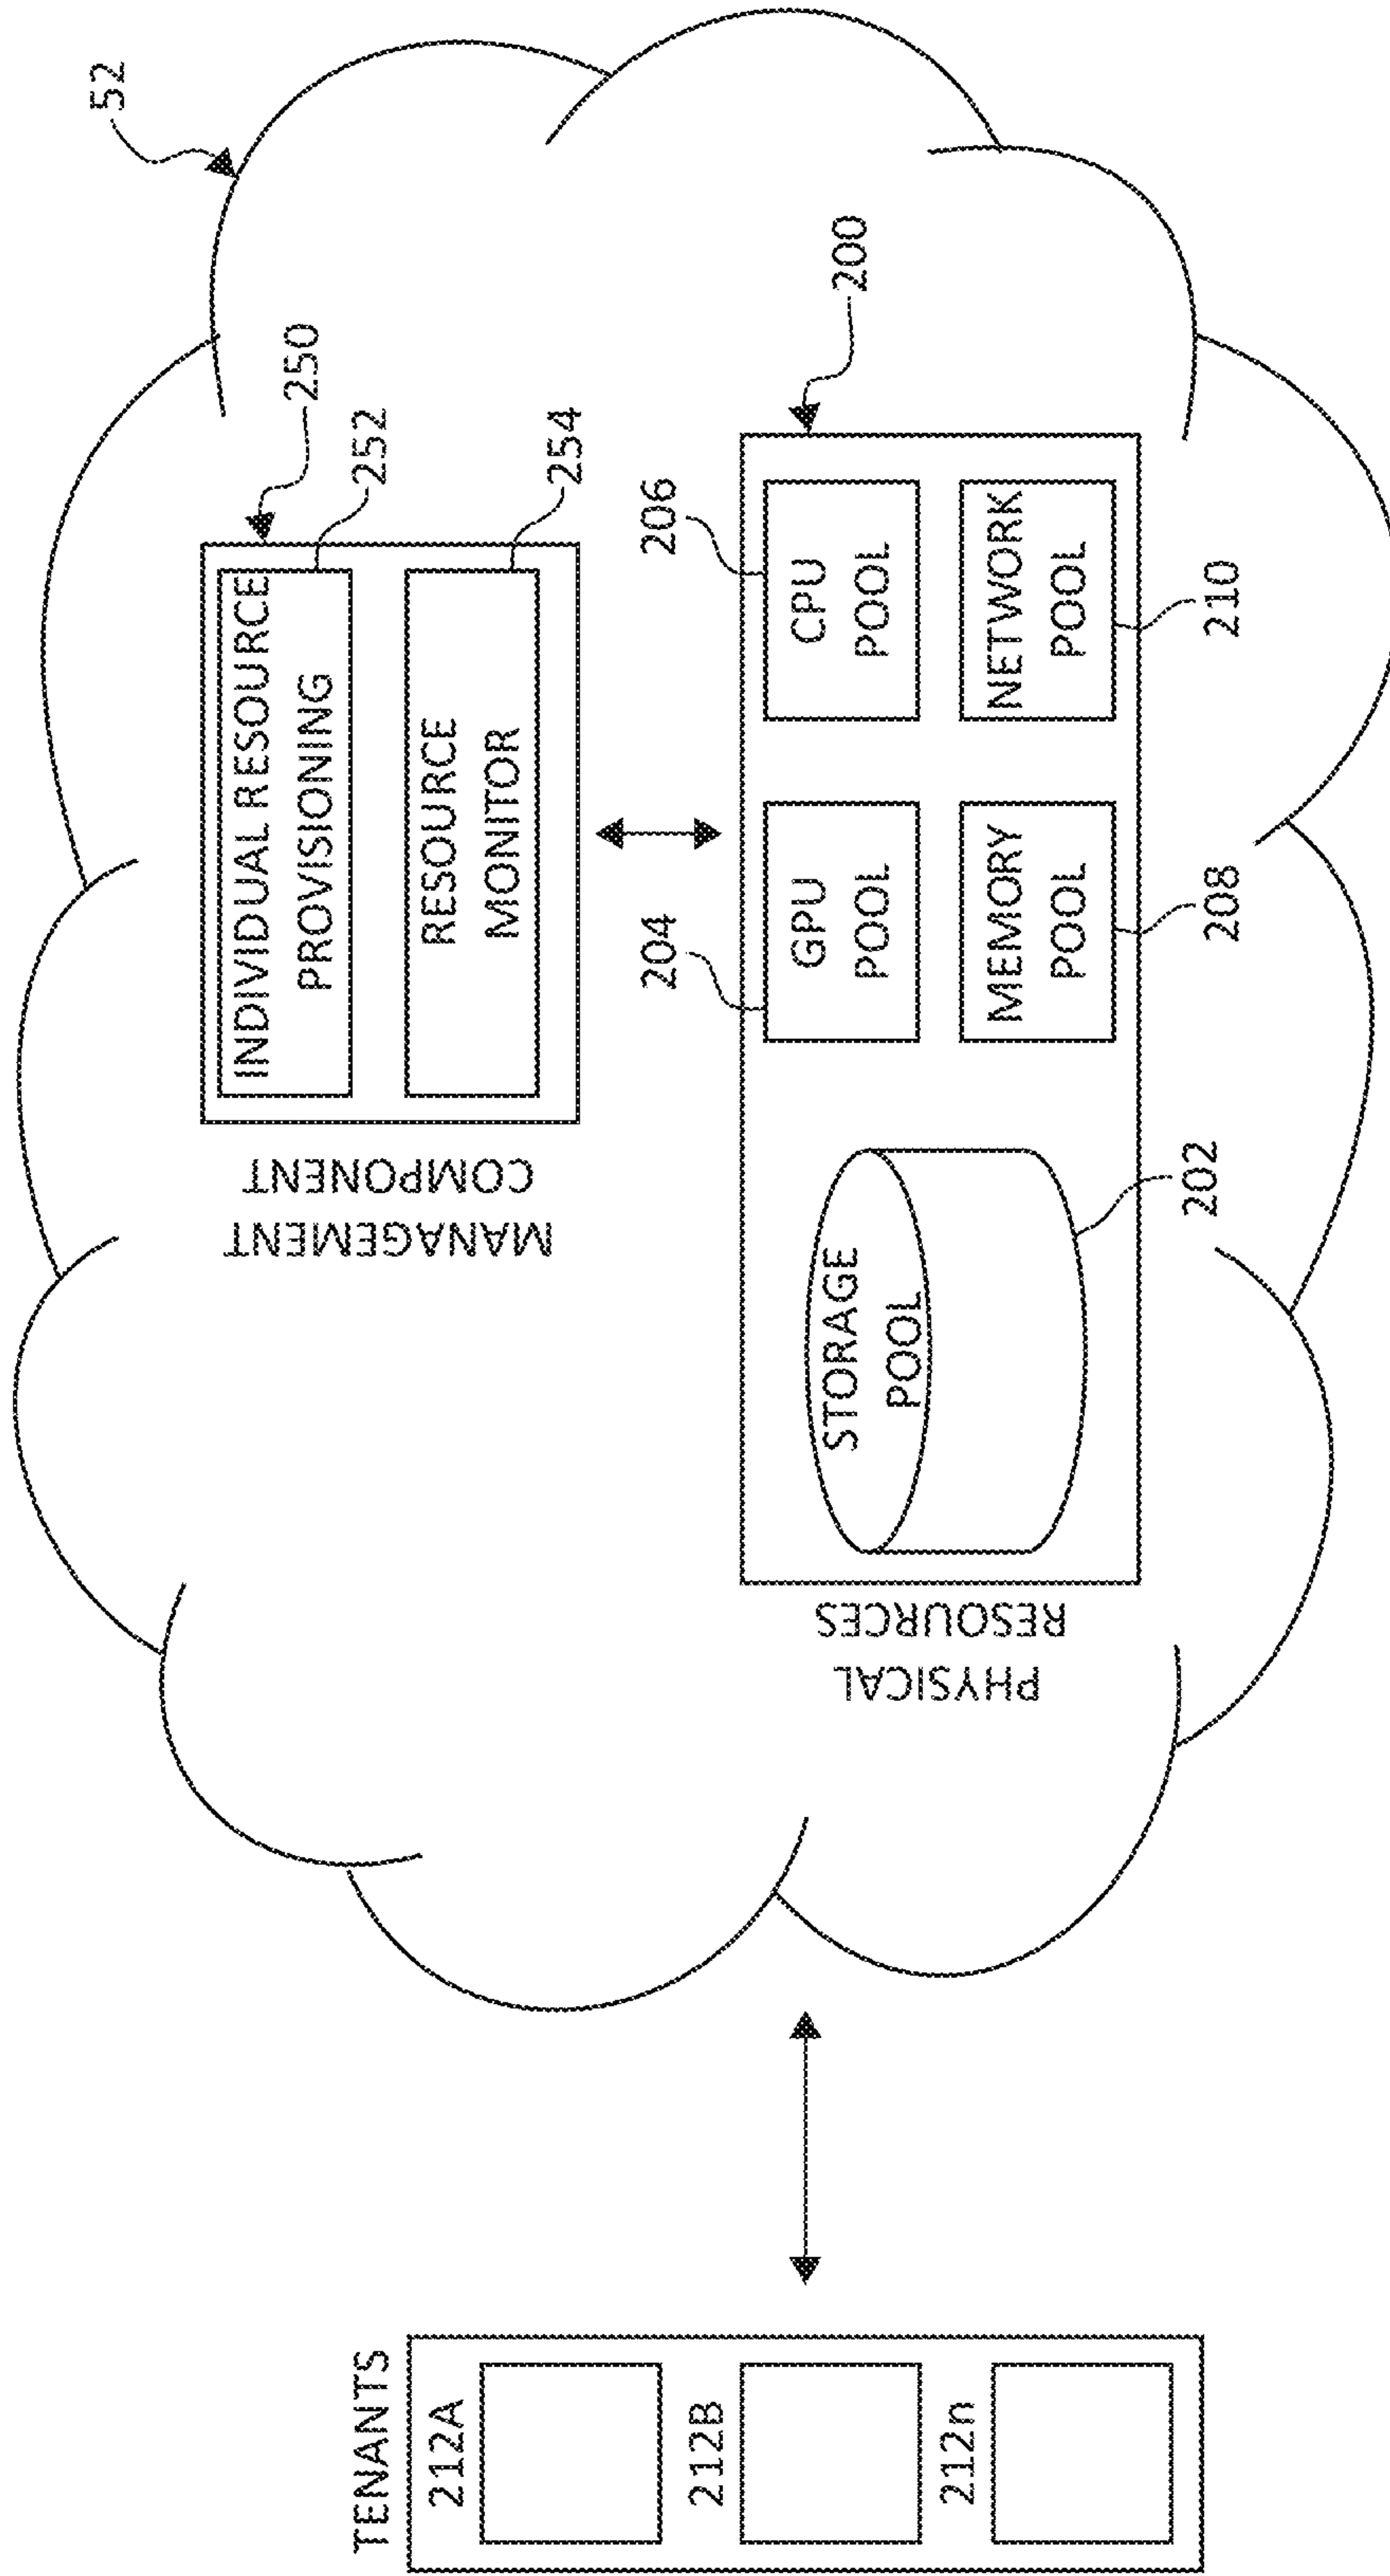 52
TENANTS
212A
212B
212n
MANAGEMENT
COMPONENT
250
INDIVIDUAL RESOURCE
PROVISIONING
252
RESOURCE
MONITOR
254
PHYSICAL
RESOURCES
200
STORAGE
POOL
202
204
GPU
POOL
206
CPU
POOL
MEMORY
POOL
208
NETWORK
POOL
210